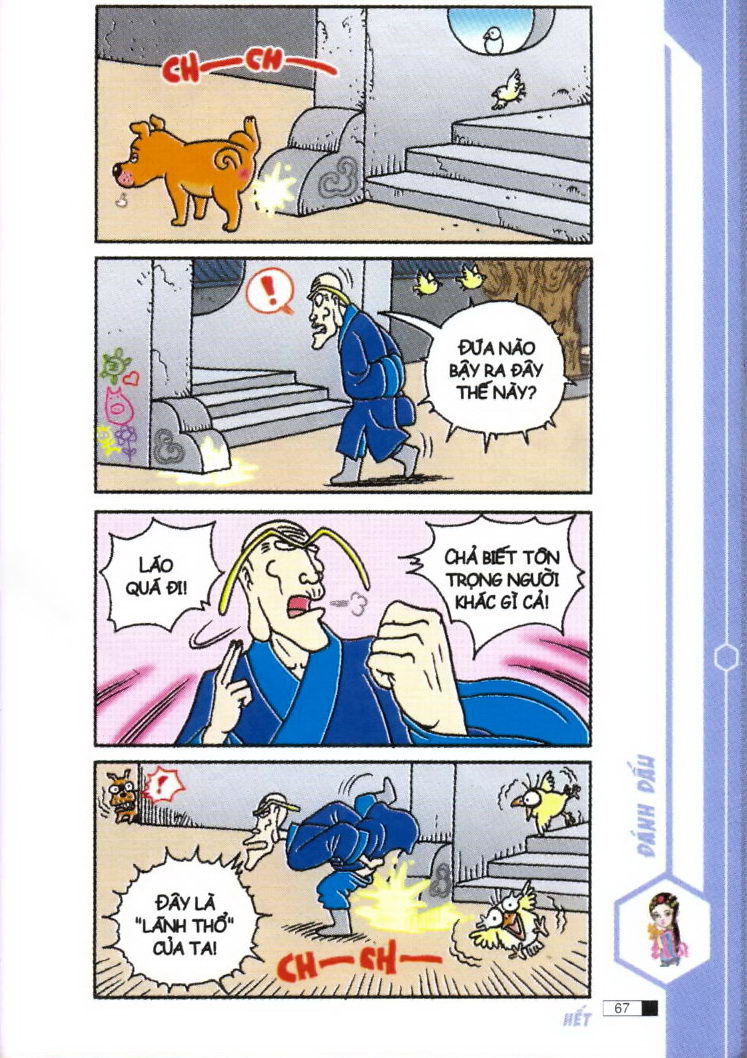 CH—CH—
!
ĐỨA NÀO
BẬY RA ĐÂY
THẾ NÀY?
LÁO
QUÁ ĐI!
CHẢ BIẾT TÔN
TRỌNG NGƯỜI
KHÁC GÌ CẢ!
!
ĐÂY LÀ
"LÃNH THỔ"
CỦA TA!
CH—CH—
ĐÁNH DẤU
HẾT
67